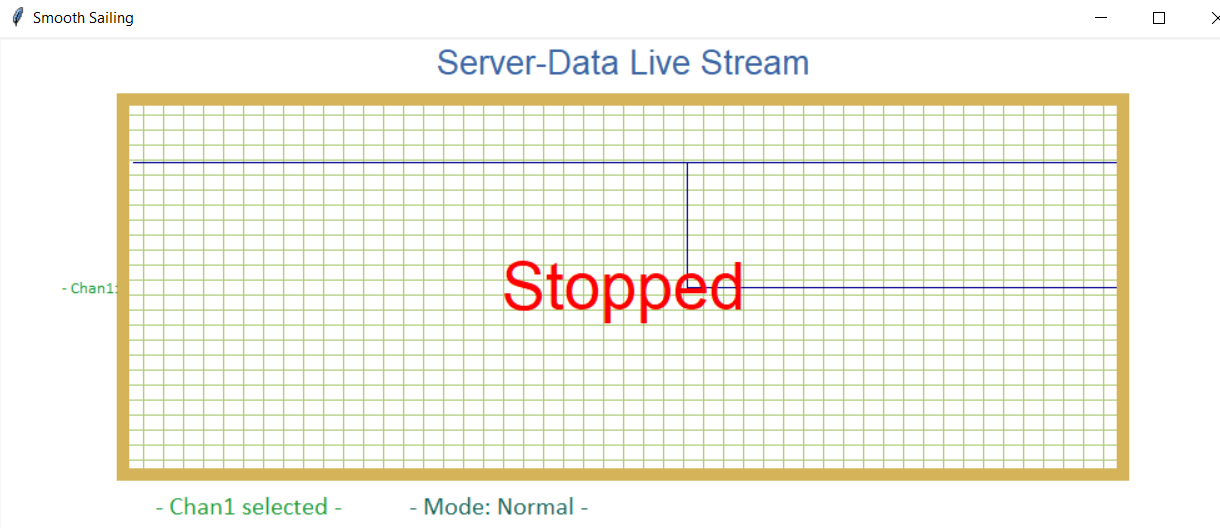 Smooth Sailing
Server-Data Live Stream
Stopped
- Chan1:
- Chan1 selected - - Mode: Normal -